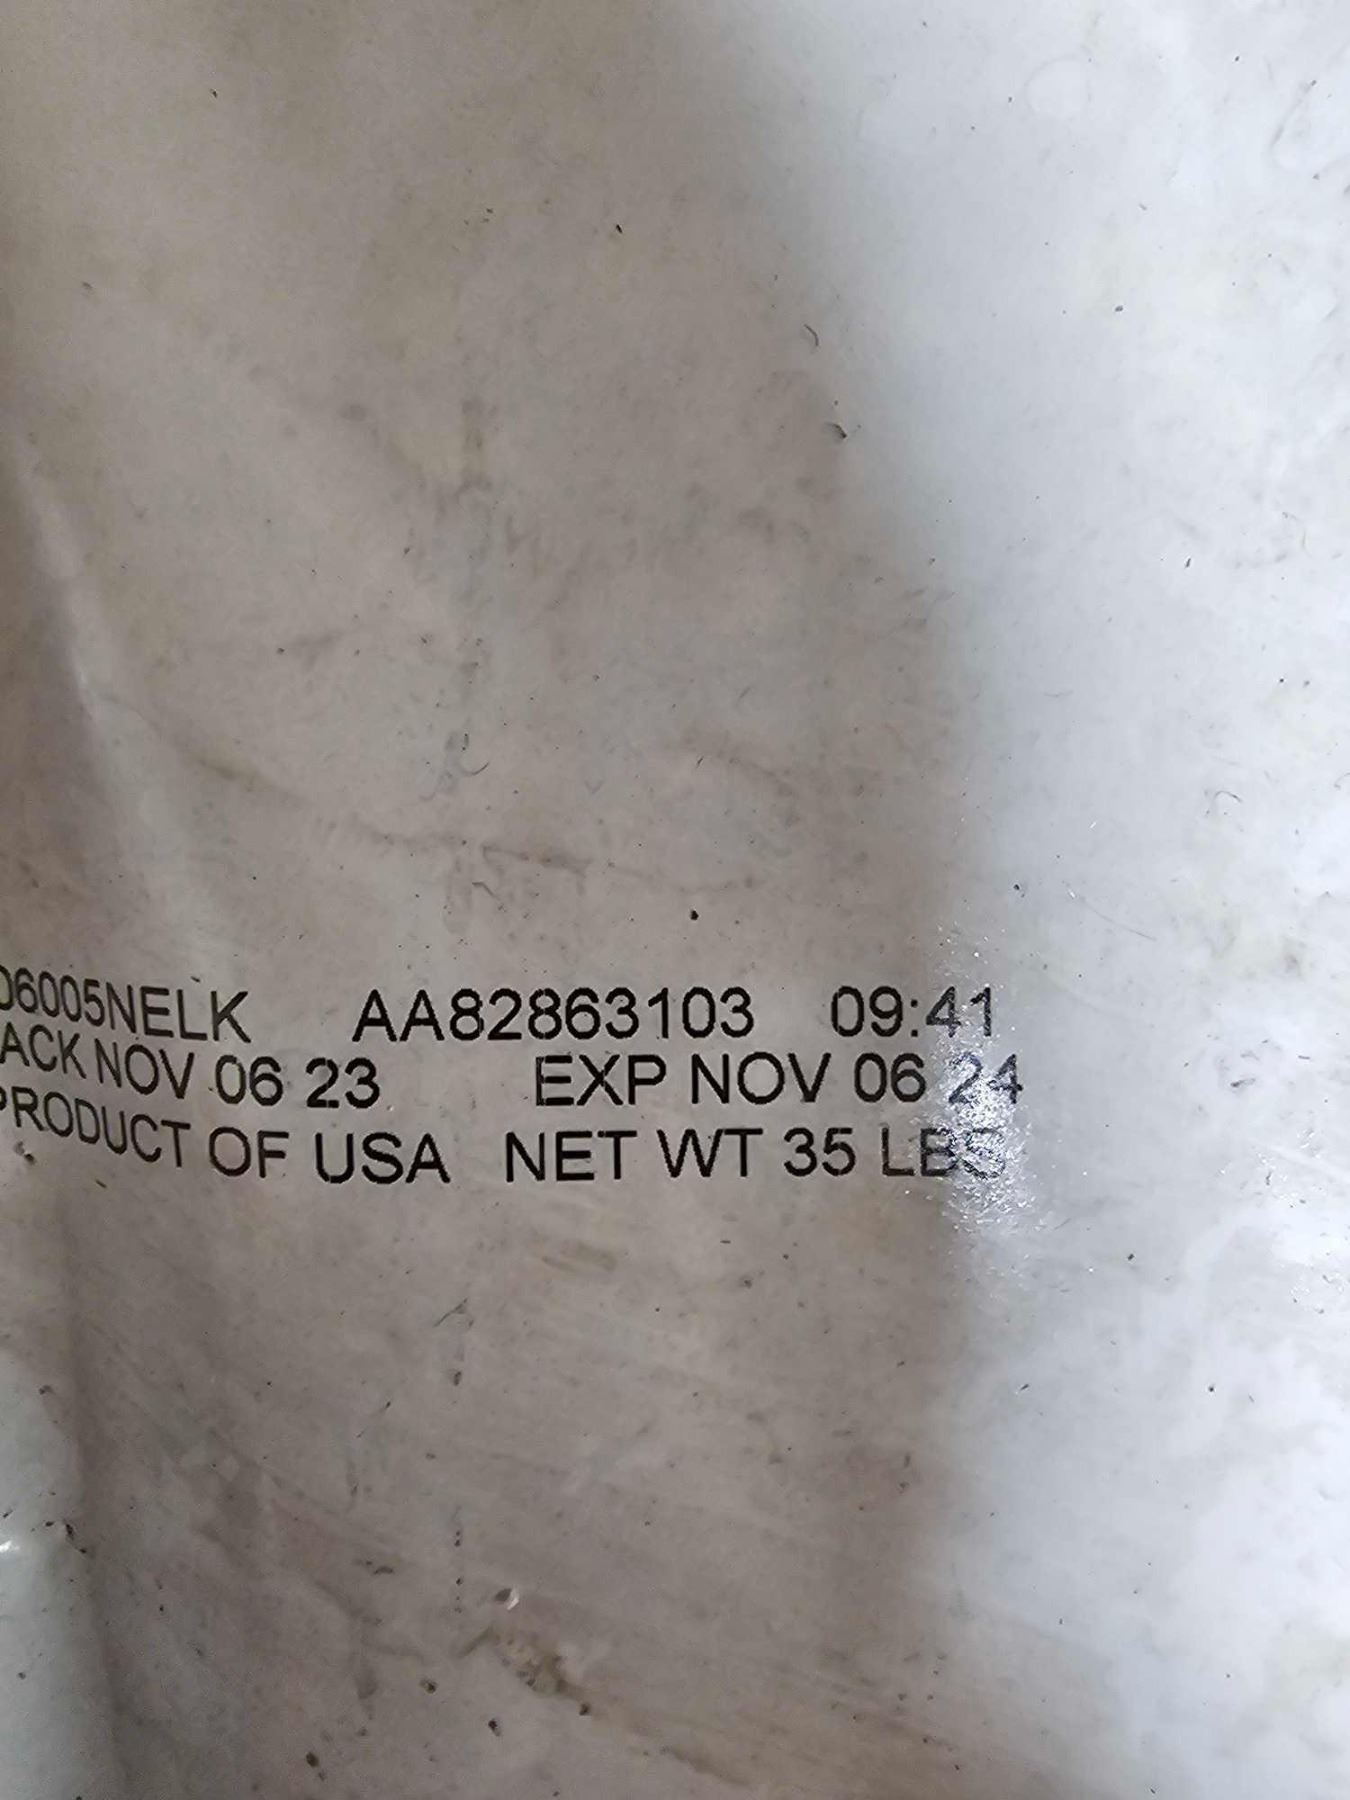 06005NELK AA82863103 09:41
ACK NOV 06 23 EXP NOV 06 24
PRODUCT OF USA NET WT 35 LBS